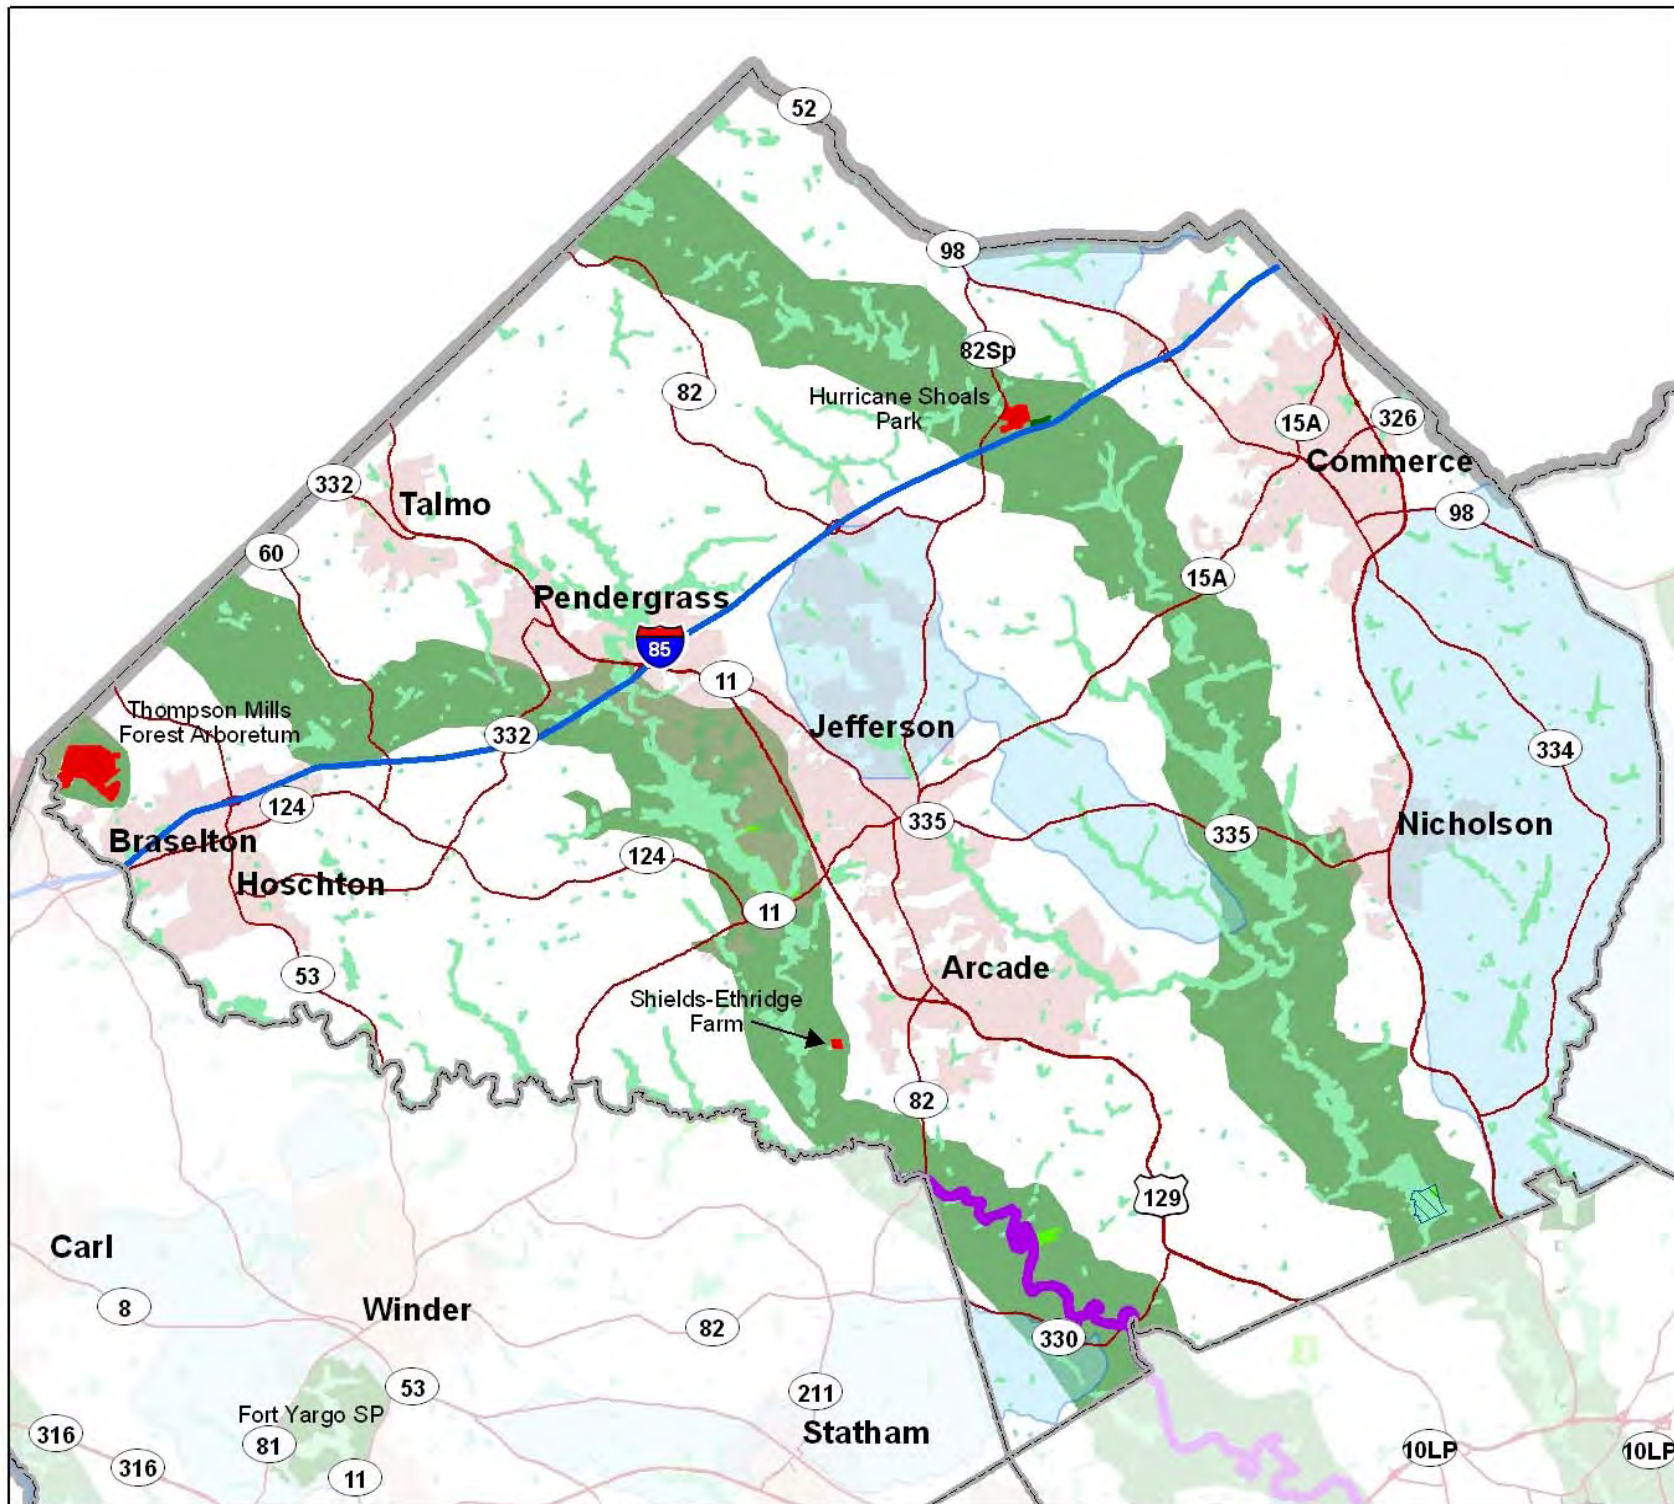 52
98
82Sp
82
Hurricane Shoals
Park
15A
326
Commerce
332
Talmo
98
60
15A
Pendergrass
85
11
Thompson Mills
Forest Arboretum
332
Jefferson
334
124
335
335
Nicholson
Braselton
124
Hoschton
11
53
Arcade
Shields-Ethridge
Farm
82
129
Carl
8
Winder
82
330
53
211
Fort Yargo SP
316
81
Statham
10LP
10LP
316
11